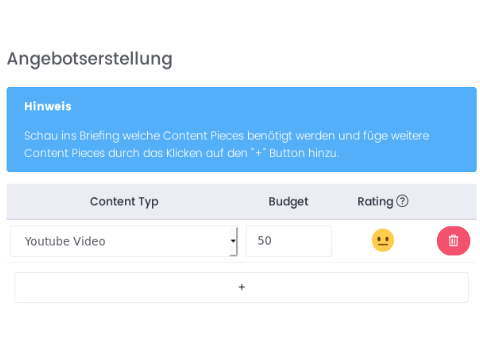 Angebotserstellung
Hinweis
Schau ins Briefing welche Content Pieces benötigt werden und füge weitere
Content Pieces durch das Klicken auf den "+" Button hinzu.
Content Typ Budget Rating ?
Youtube Video 50
+